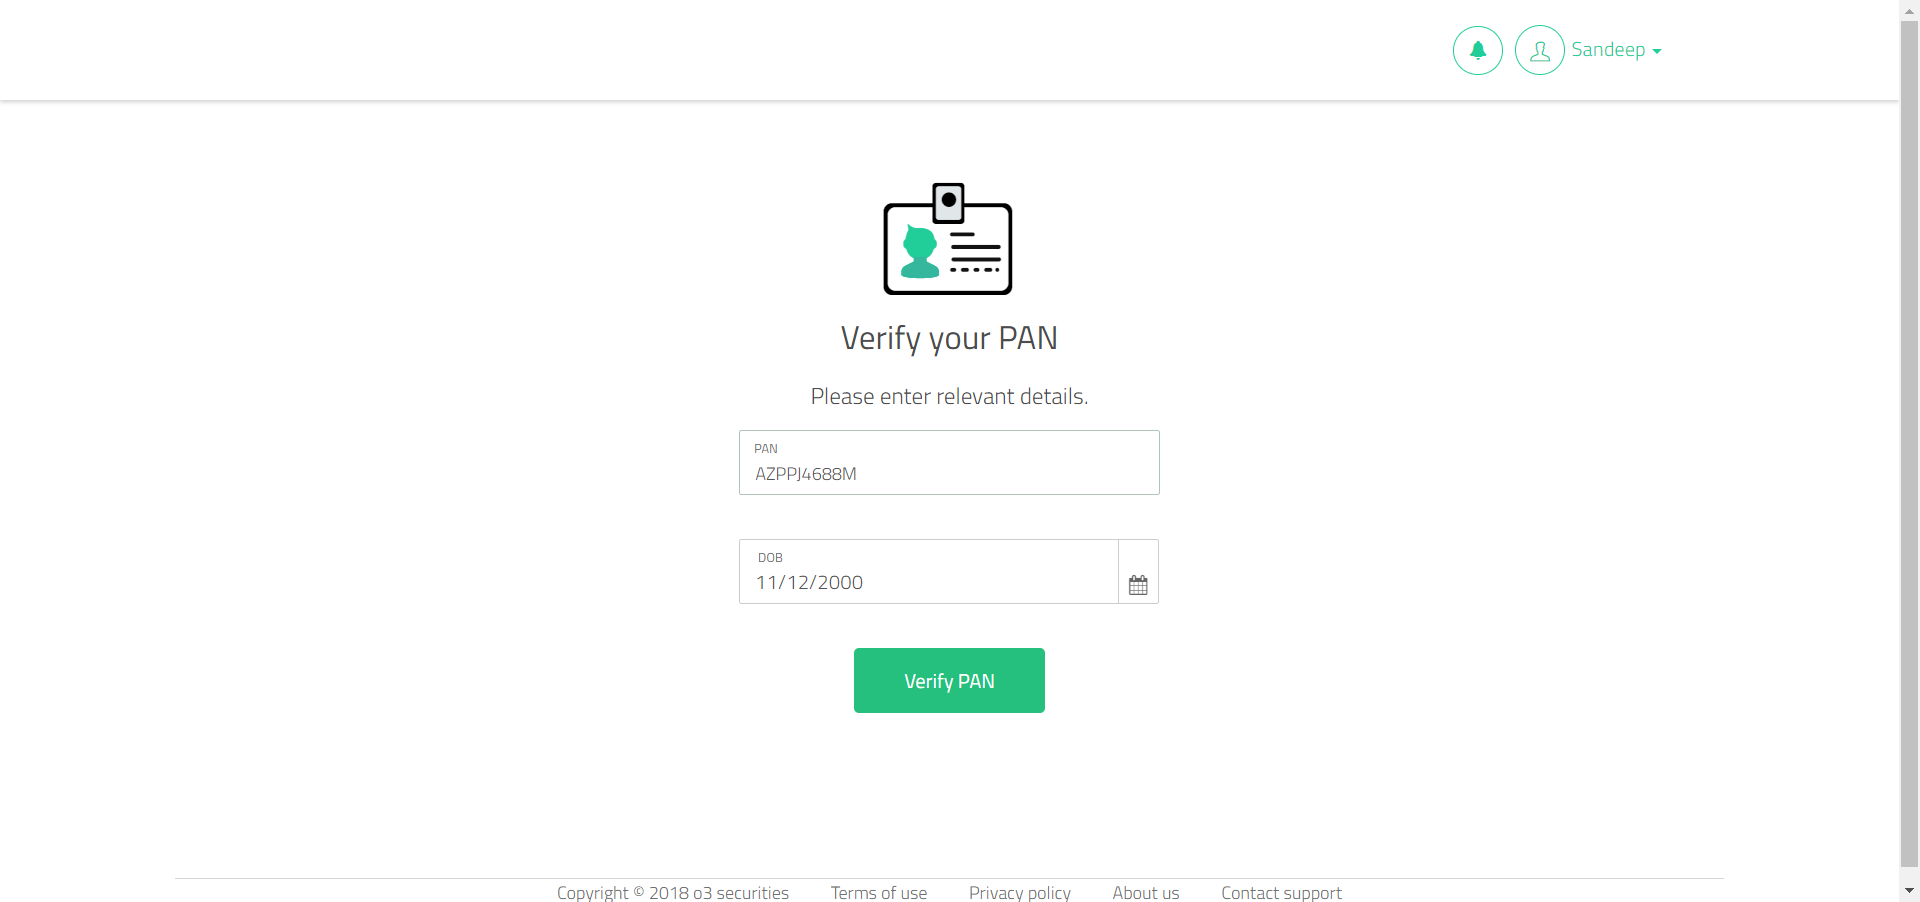 Sandeep
Verify your PAN
Please enter relevant details.
PAN
AZPPJ4688M
DOB
11/12/2000
Verify PAN
Copyright © 2018 o3 securities Terms of use Privacy policy About us Contact support